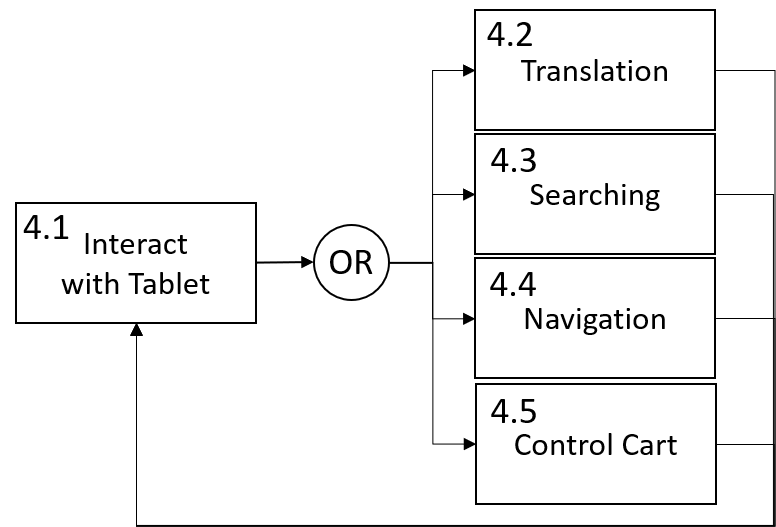 4.1
Interact
with Tablet
OR
4.2
Translation
4.3
Searching
4.4
Navigation
4.5
Control Cart